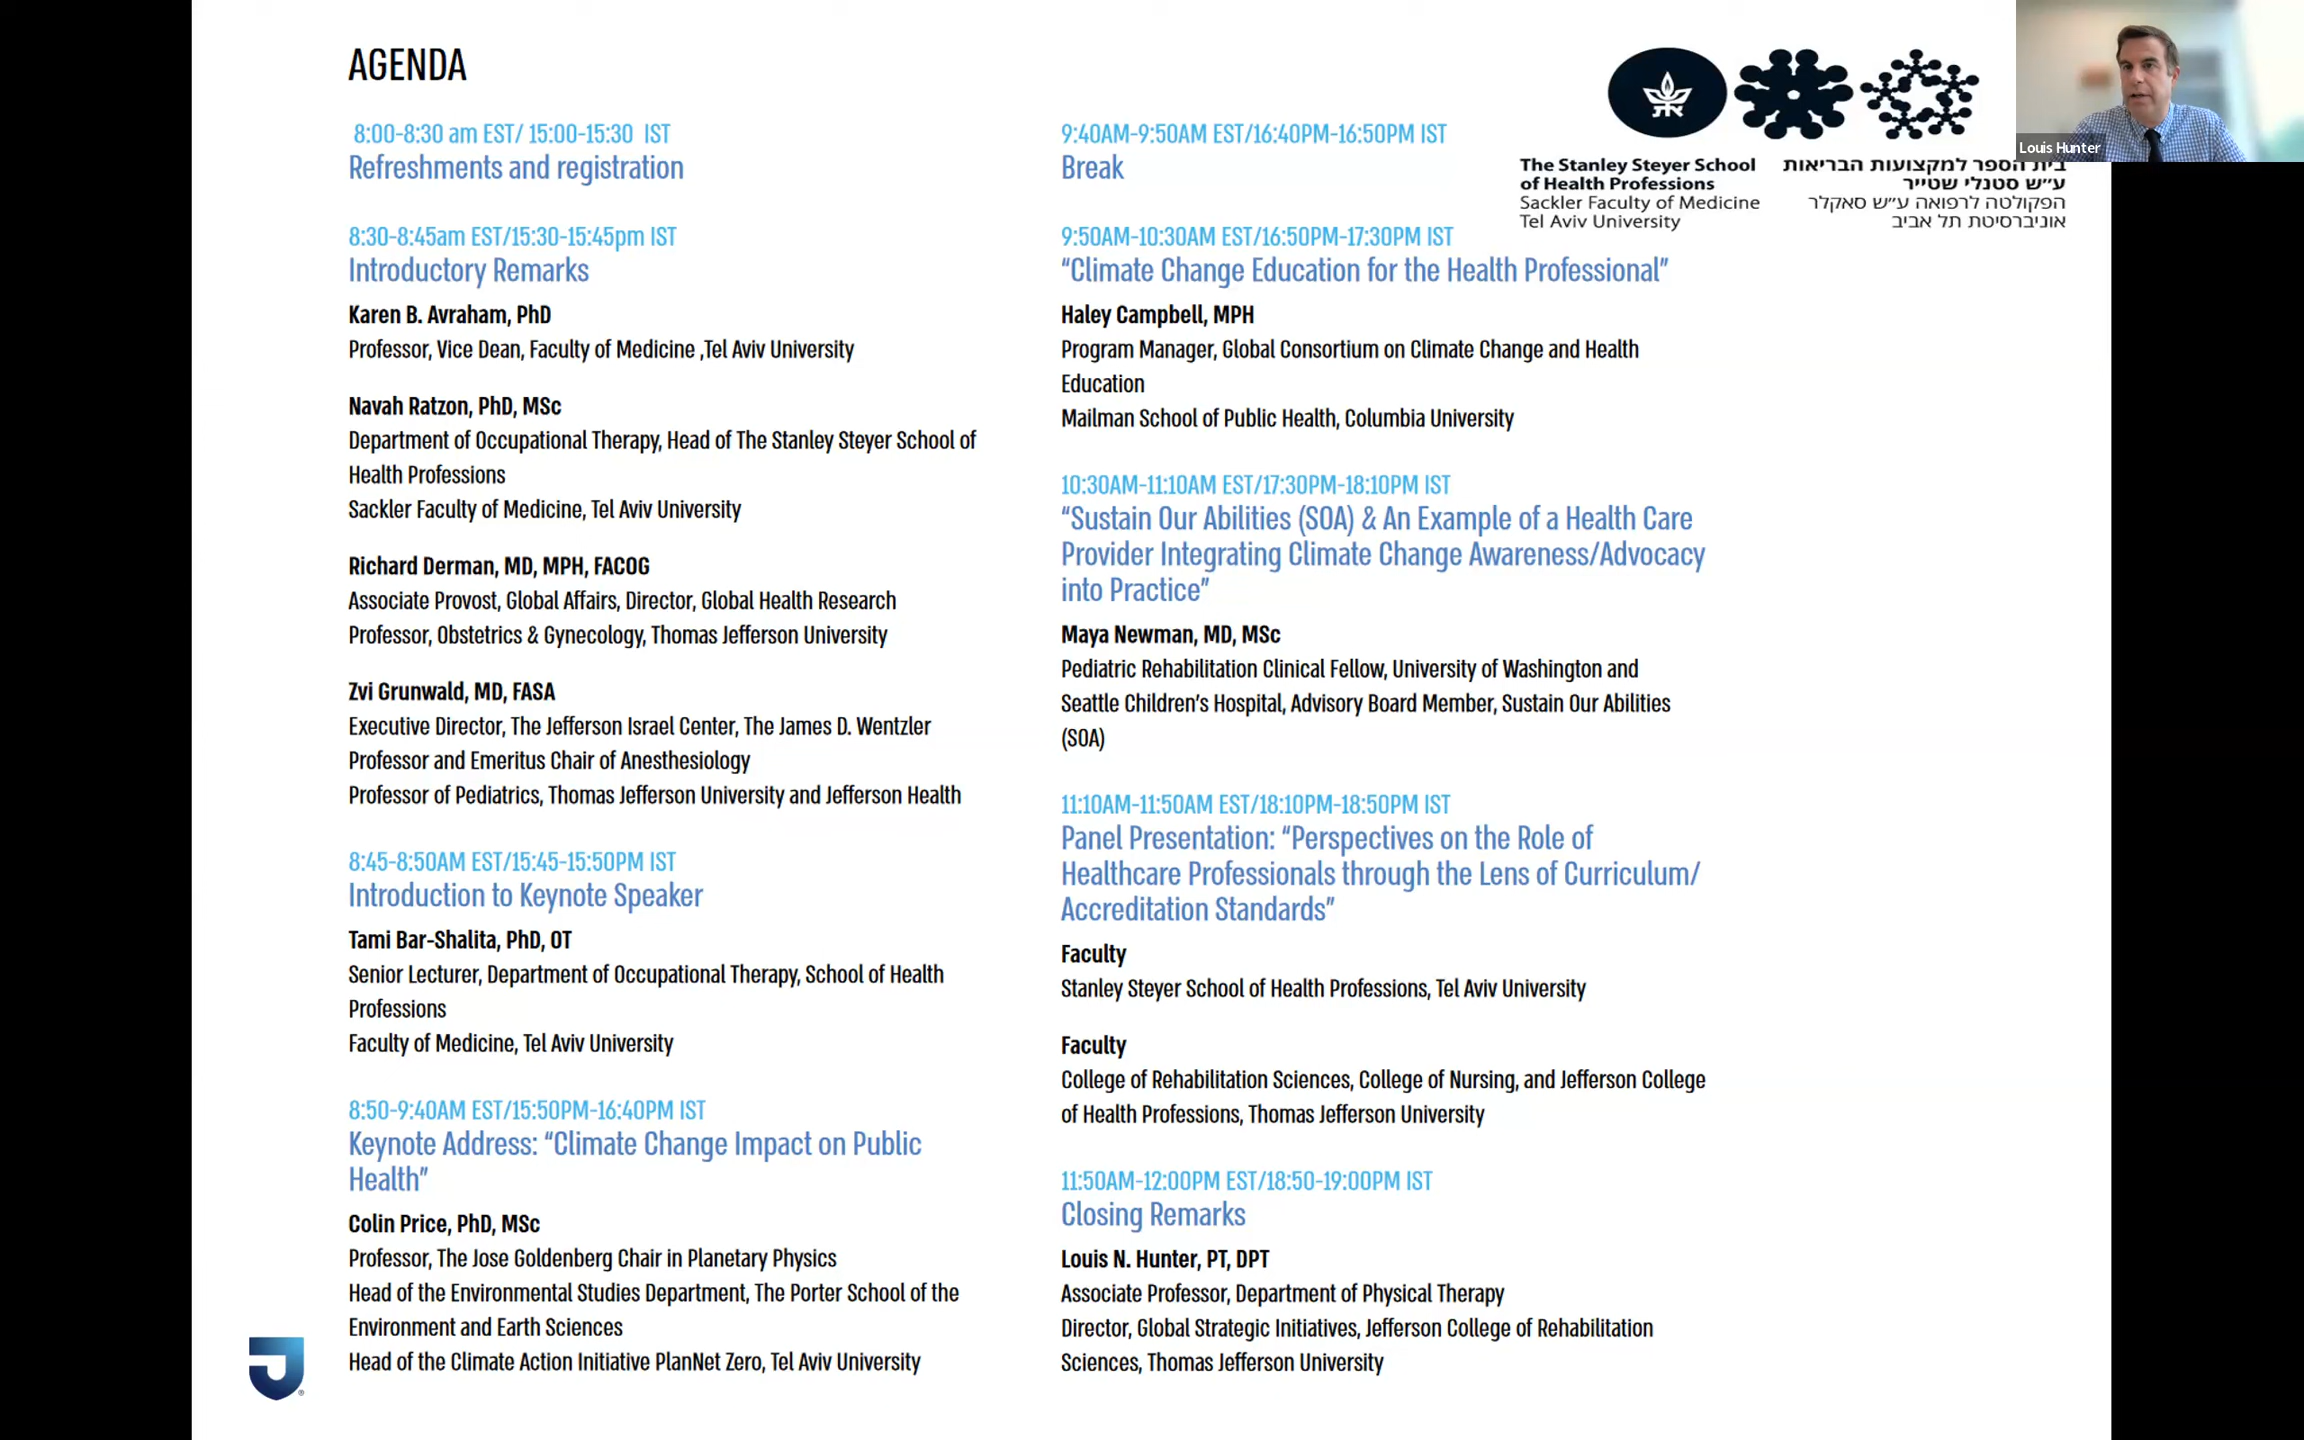 AGENDA
8:00-8:30 am EST/ 15:00-15:30  IST
Refreshments and registration
8:30-8:45am EST/15:30-15:45pm IST
Introductory Remarks
Karen B. Avraham, PhD
Professor, Vice Dean, Faculty of Medicine ,Tel Aviv University
Navah Ratzon, PhD, MSc
Department of Occupational Therapy, Head of The Stanley Steyer School of
Health Professions
Sackler Faculty of Medicine, Tel Aviv University
Richard Derman, MD, MPH, FACOG
Associate Provost, Global Affairs, Director, Global Health Research
Professor, Obstetrics & Gynecology, Thomas Jefferson University
Zvi Grunwald, MD, FASA
Executive Director, The Jefferson Israel Center, The James D. Wentzler
Professor and Emeritus Chair of Anesthesiology
Professor of Pediatrics, Thomas Jefferson University and Jefferson Health
8:45-8:50AM EST/15:45-15:50PM IST
Introduction to Keynote Speaker
Tami Bar-Shalita, PhD, OT
Senior Lecturer, Department of Occupational Therapy, School of Health
Professions
Faculty of Medicine, Tel Aviv University
8:50-9:40AM EST/15:50PM-16:40PM IST
Keynote Address: “Climate Change Impact on Public
Health”
Colin Price, PhD, MSc
Professor, The Jose Goldenberg Chair in Planetary Physics
Head of the Environmental Studies Department, The Porter School of the
Environment and Earth Sciences
Head of the Climate Action Initiative PlanNet Zero, Tel Aviv University
9:40AM-9:50AM EST/16:40PM-16:50PM IST
Break
9:50AM-10:30AM EST/16:50PM-17:30PM IST
“Climate Change Education for the Health Professional”
Haley Campbell, MPH
Program Manager, Global Consortium on Climate Change and Health
Education
Mailman School of Public Health, Columbia University
10:30AM-11:10AM EST/17:30PM-18:10PM IST
“Sustain Our Abilities (SOA) & An Example of a Health Care
Provider Integrating Climate Change Awareness/Advocacy
into Practice”
Maya Newman, MD, MSc
Pediatric Rehabilitation Clinical Fellow, University of Washington and
Seattle Children’s Hospital, Advisory Board Member, Sustain Our Abilities
(SOA)
11:10AM-11:50AM EST/18:10PM-18:50PM IST
Panel Presentation: “Perspectives on the Role of
Healthcare Professionals through the Lens of Curriculum/
Accreditation Standards”
Faculty
Stanley Steyer School of Health Professions, Tel Aviv University
Faculty
College of Rehabilitation Sciences, College of Nursing, and Jefferson College
of Health Professions, Thomas Jefferson University
11:50AM-12:00PM EST/18:50-19:00PM IST
Closing Remarks
Louis N. Hunter, PT, DPT
Associate Professor, Department of Physical Therapy
Director, Global Strategic Initiatives, Jefferson College of Rehabilitation
Sciences, Thomas Jefferson University
The Stanley Steyer School
of Health Professions
Sackler Faculty of Medicine
Tel Aviv University
בית הספר למקצועות הבריאות
ע״ש סטנלי שטייר
הפקולטה לרפואה ע״ש סאקלר
אוניברסיטת תל אביב
Louis Hunter